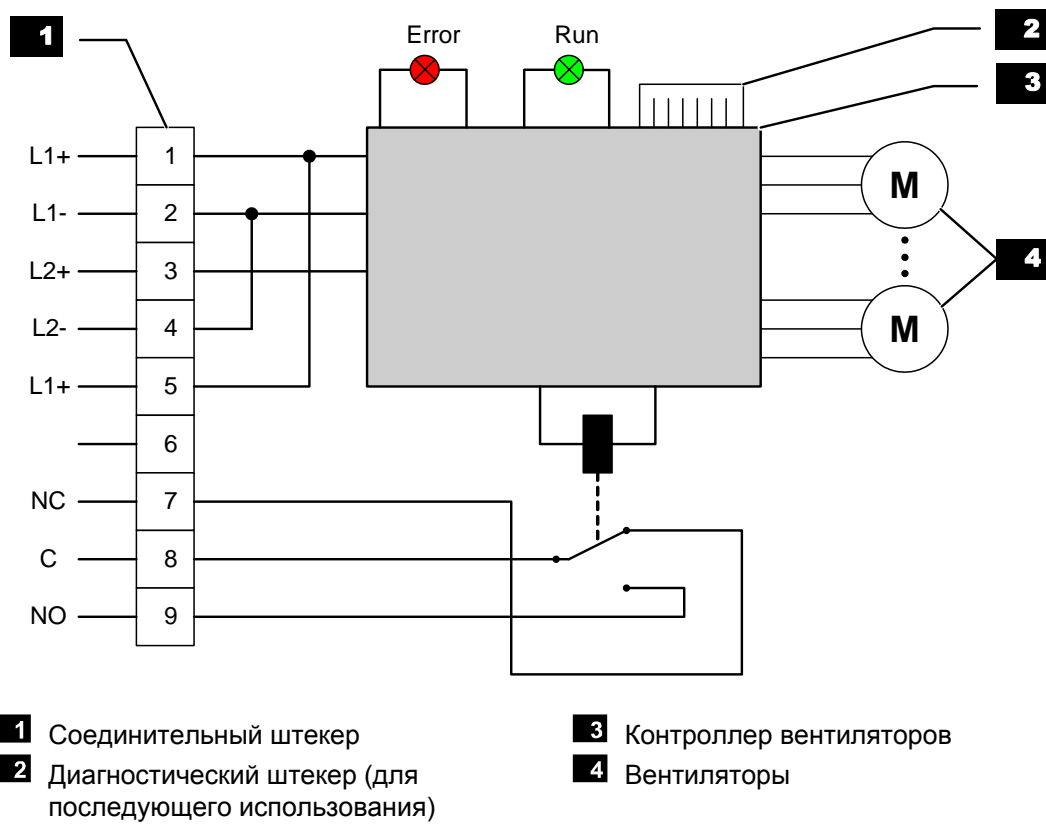 1
Error
Run
2
3
L1+ 1
L1- 2
L2+ 3
L2- 4
L1+ 5
6
NC 7
C 8
NO 9
M
4
M
1 Соединительный штекер
2 Диагностический штекер (для
последующего использования)
3 Контроллер вентиляторов
4 Вентиляторы